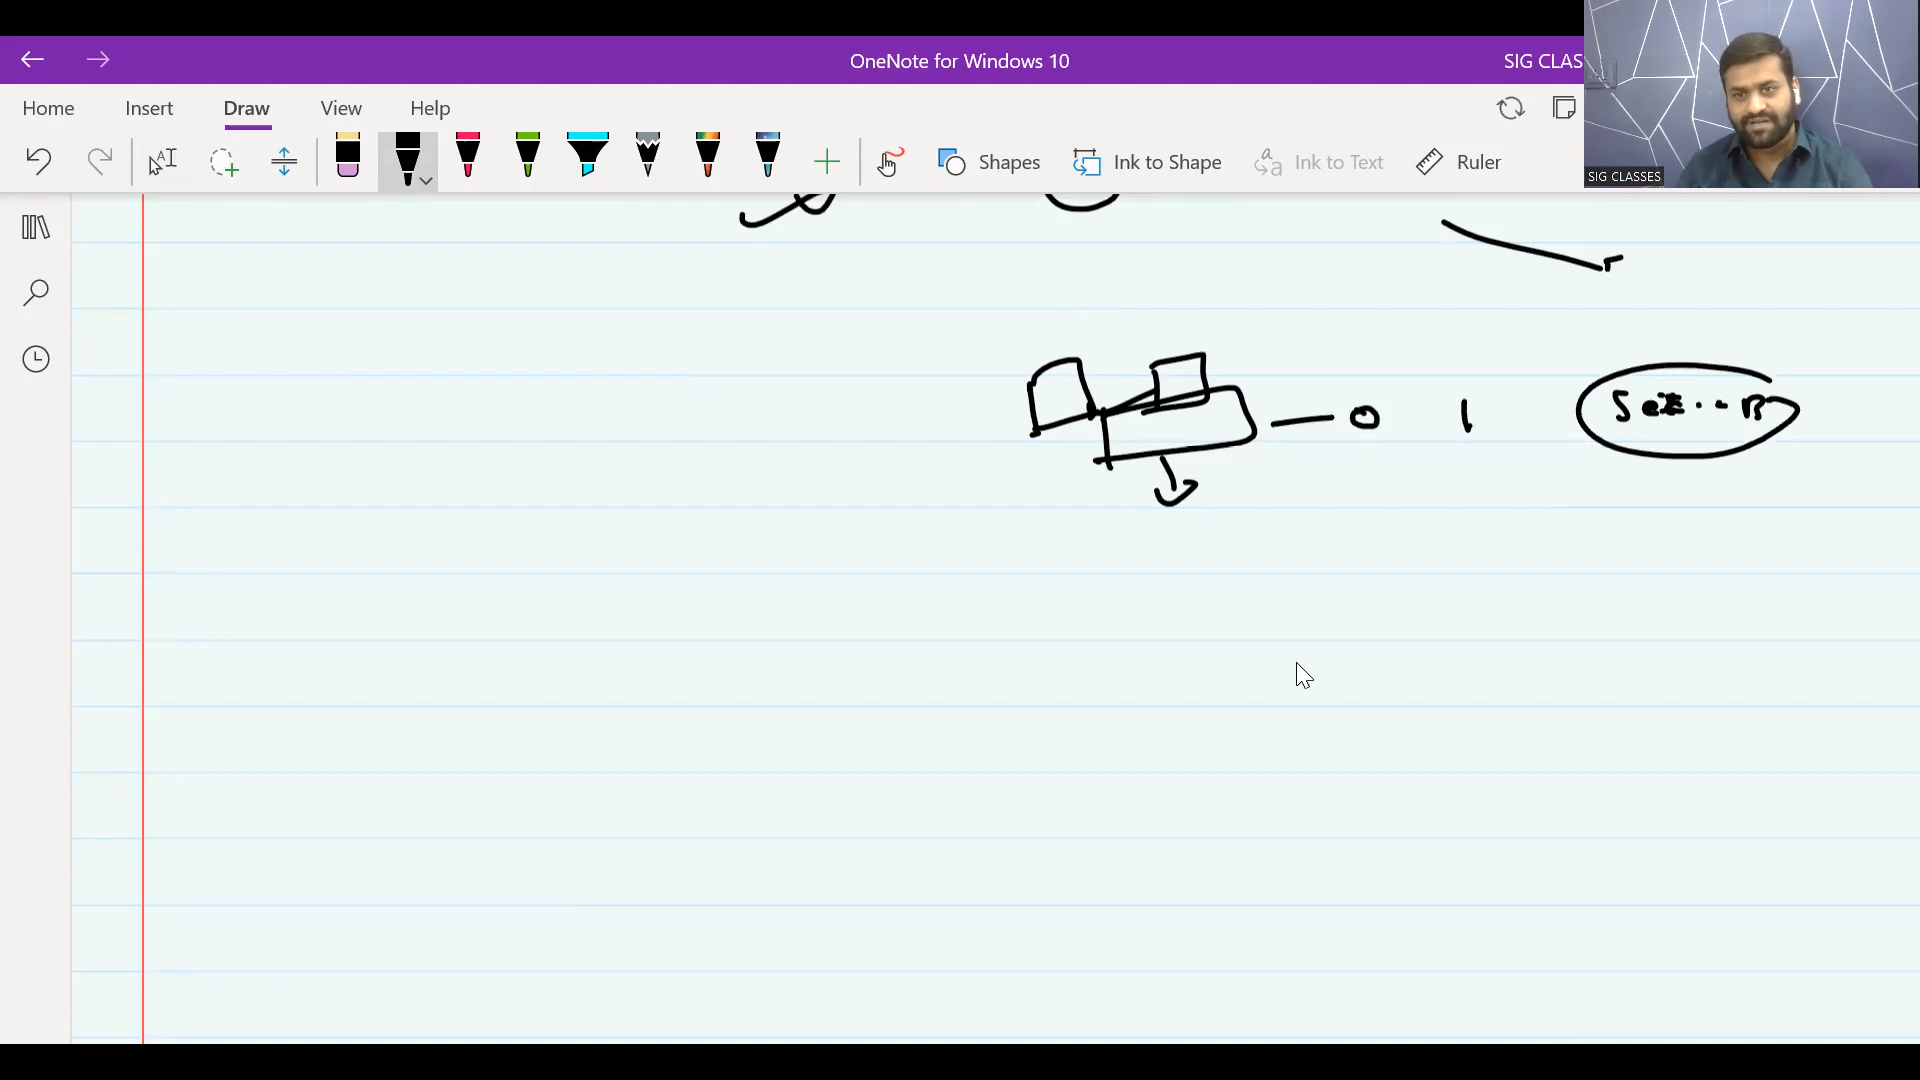 OneNote for Windows 10
SIG CLAS
Home Insert Draw View Help
Shapes Ink to Shape Ink to Text Ruler
SIG CLASSES
0 1